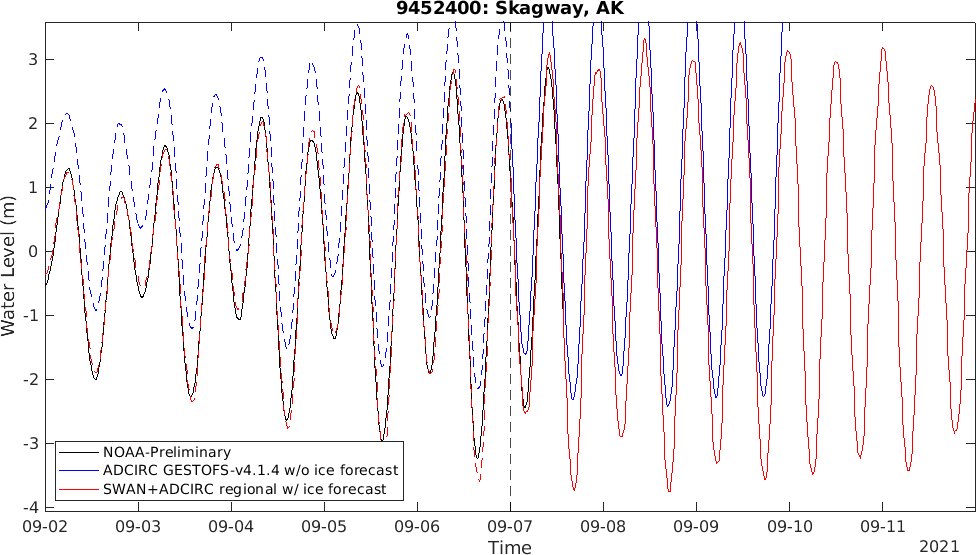 9452400: Skagway, AK
Water Level (m)
3
2
1
0
-1
-2
-3
-4
NOAA-Preliminary
ADCIRC GESTOFS-v4.1.4 w/o ice forecast
SWAN+ADCIRC regional w/ ice forecast
09-02 09-03 09-04 09-05 09-06 09-07 09-08 09-09 09-10 09-11
Time
2021